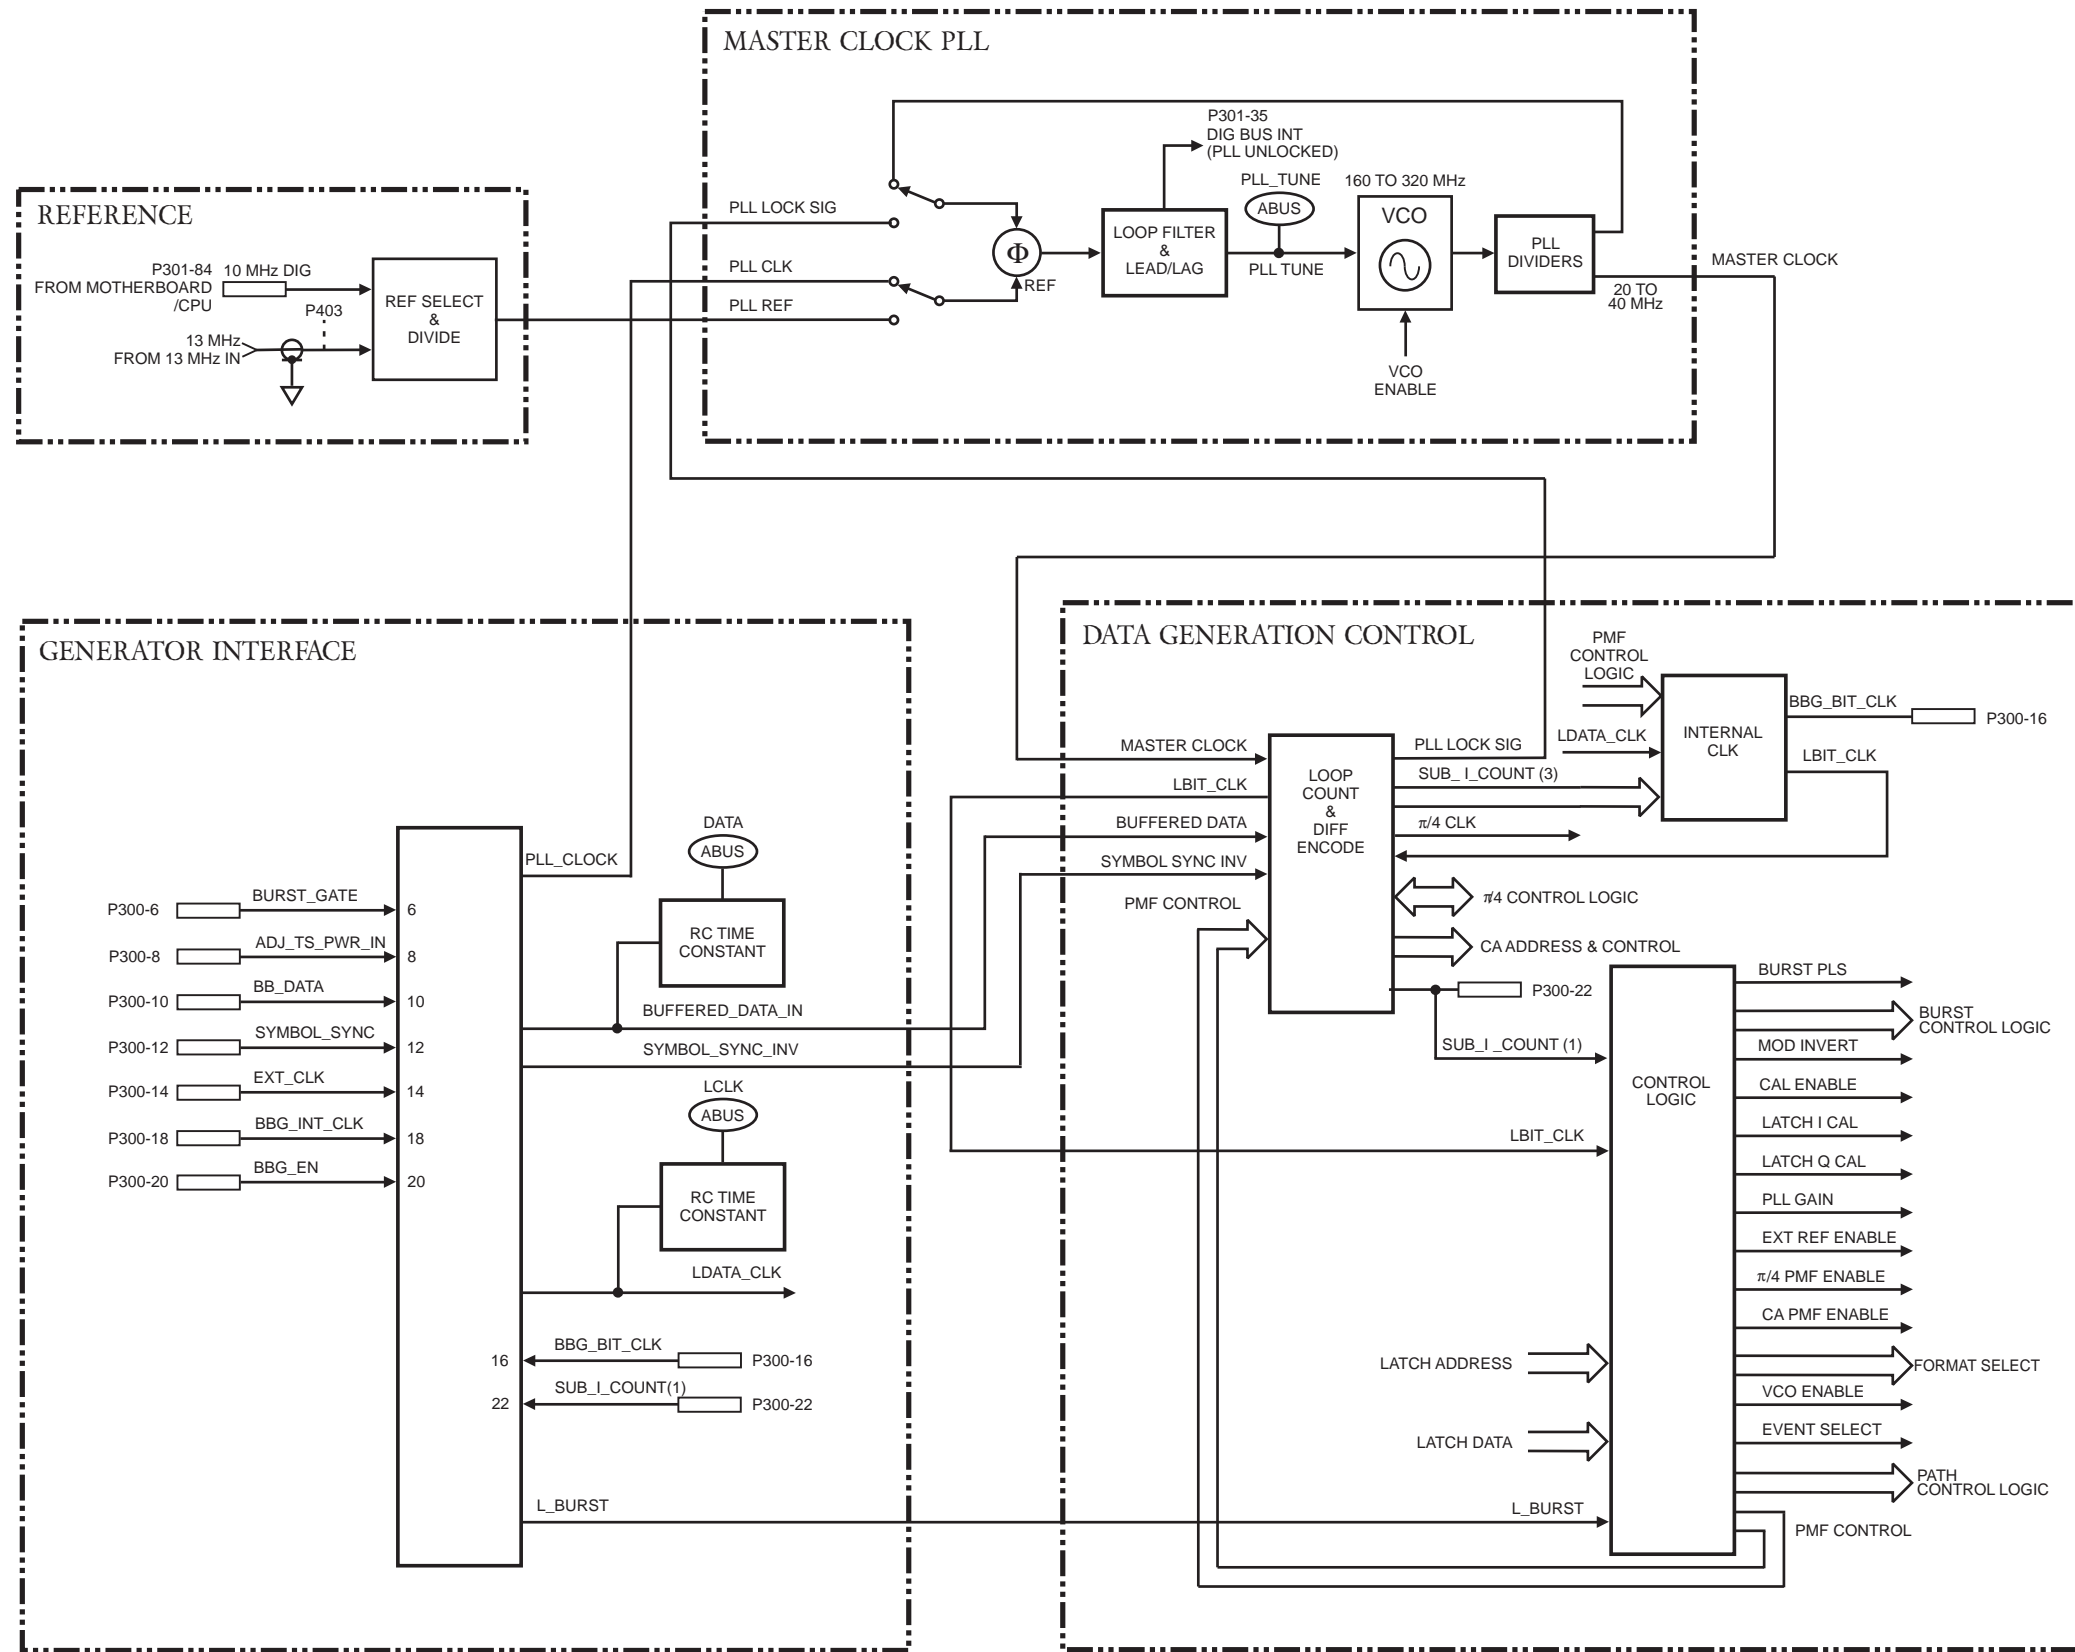 MASTER CLOCK PLL
P301-35
DIG BUS INT
(PLL UNLOCKED)
PLL_TUNE
ABUS
160 TO 320 MHz
VCO
PLL LOCK SIG
PLL CLK
PLL REF
Φ
REF
LOOP FILTER
&
LEAD/LAG
PLL TUNE
PLL
DIVIDERS
MASTER CLOCK
20 TO
40 MHz
VCO
ENABLE
REFERENCE
P301-84
FROM MOTHERBOARD
/CPU
10 MHz DIG
P403
13 MHz
FROM 13 MHz IN
REF SELECT
&
DIVIDE
GENERATOR INTERFACE
PLL_CLOCK
DATA
ABUS
RC TIME
CONSTANT
P300-6
BURST_GATE
6
P300-8
ADJ_TS_PWR_IN
8
P300-10
BB_DATA
10
P300-12
SYMBOL_SYNC
12
P300-14
EXT_CLK
14
P300-18
BBG_INT_CLK
18
P300-20
BBG_EN
20
BUFFERED_DATA_IN
SYMBOL_SYNC_INV
LCLK
ABUS
RC TIME
CONSTANT
LDATA_CLK
16
BBG_BIT_CLK
P300-16
22
SUB_I_COUNT(1)
P300-22
L_BURST
DATA GENERATION CONTROL
PMF
CONTROL
LOGIC
LDATA_CLK
INTERNAL
CLK
BBG_BIT_CLK
P300-16
LBIT_CLK
MASTER CLOCK
LBIT_CLK
BUFFERED DATA
SYMBOL SYNC INV
PMF CONTROL
LOOP
COUNT
&
DIFF
ENCODE
PLL LOCK SIG
SUB_ I_COUNT (3)
π/4 CLK
π/4 CONTROL LOGIC
CA ADDRESS & CONTROL
P300-22
SUB_I _COUNT (1)
LBIT_CLK
LATCH ADDRESS
LATCH DATA
L_BURST
CONTROL
LOGIC
BURST PLS
BURST
CONTROL LOGIC
MOD INVERT
CAL ENABLE
LATCH I CAL
LATCH Q CAL
PLL GAIN
EXT REF ENABLE
π/4 PMF ENABLE
CA PMF ENABLE
FORMAT SELECT
VCO ENABLE
EVENT SELECT
PATH
CONTROL LOGIC
PMF CONTROL